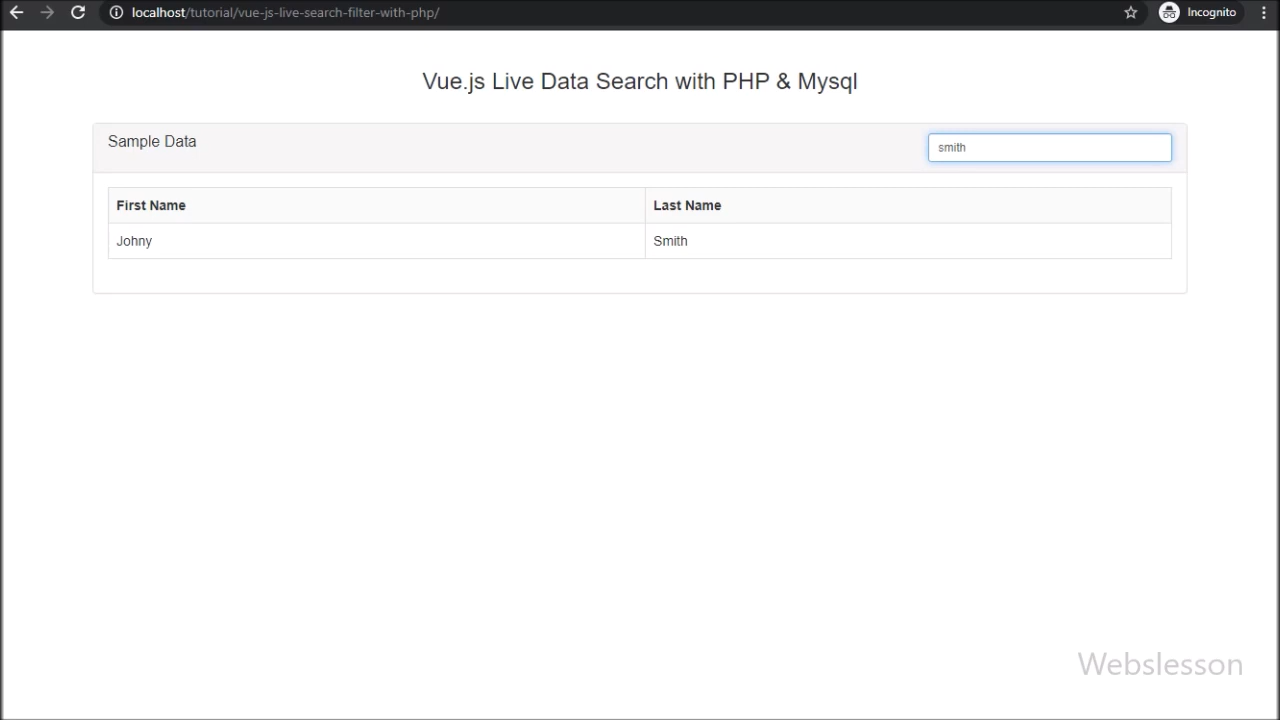 localhost/tutorial/vue-js-live-search-filter-with-php/ Incognito
Vue.js Live Data Search with PHP & Mysql
Sample Data smith
First Name Last Name
Johny Smith
Webslesson